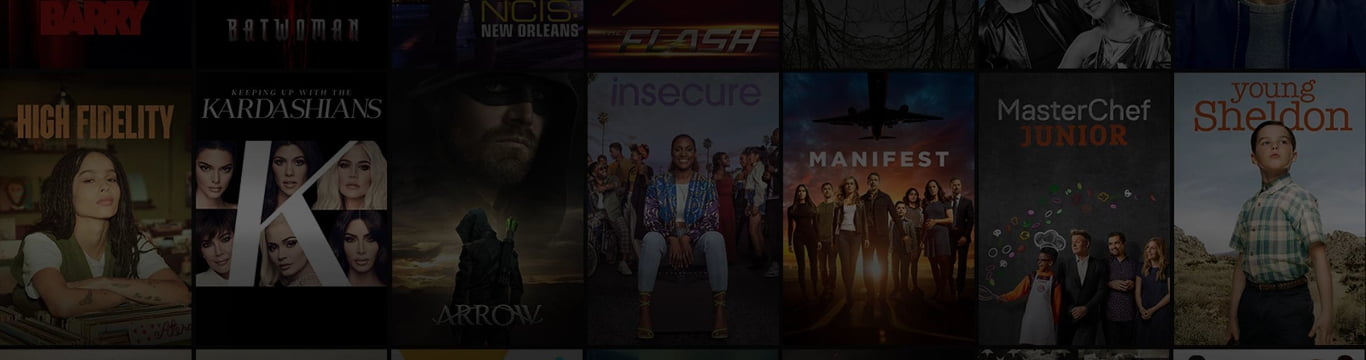 BARRY
BATWOMAN
NCIS:
NEW ORLEANS
THE
FLASH
HIGH FIDELITY
KEEPING UP WITH THE
KARDASHIANS
K
ARROW
insecure
MANIFEST
MasterChef
JUNIOR
young
Sheldon